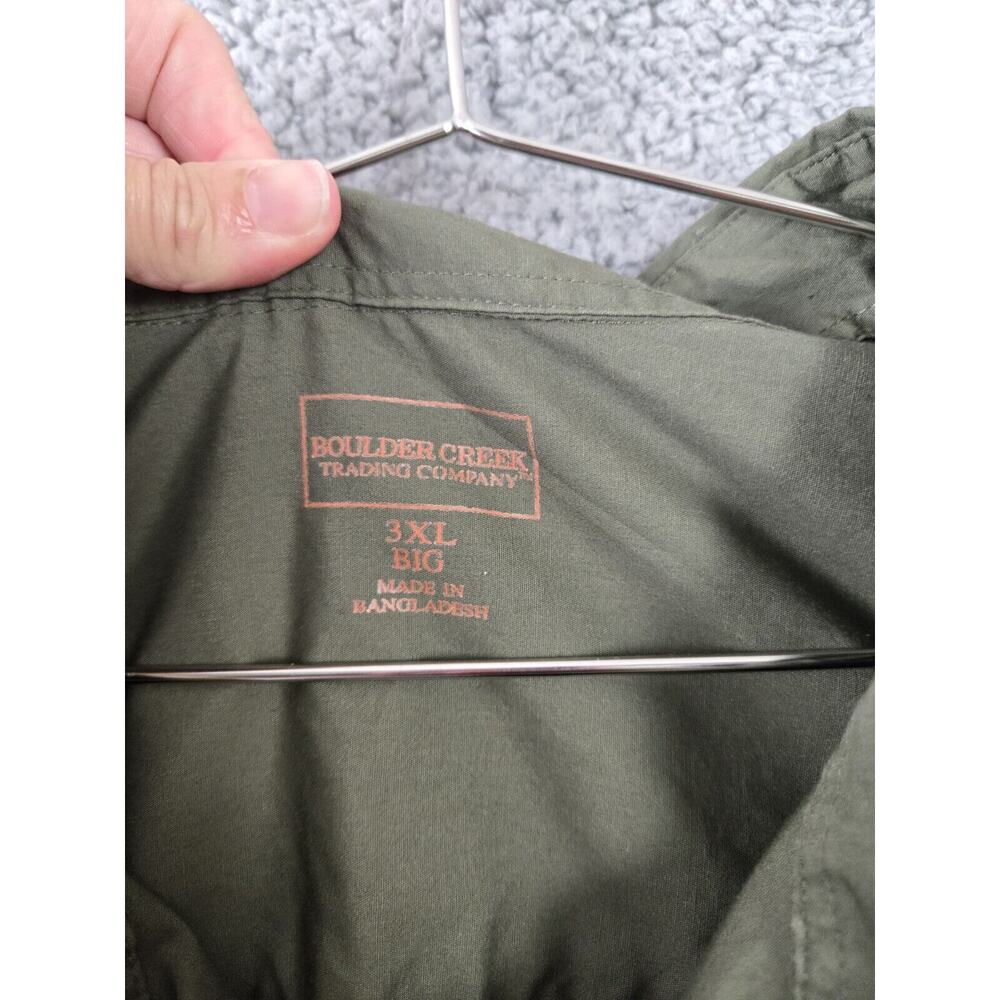 BOULDER CREEK
TRADING COMPANY™
3XL
BIG
MADE IN
BANGLADESH